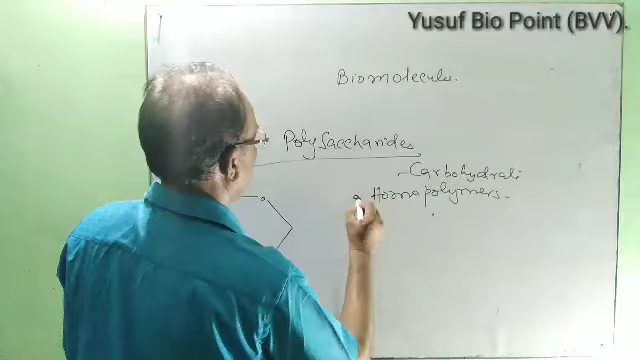 Yusuf Bio Point (BVV).
Biomolecule.
Polysaccharides
- Carbohydrate
Homopolymers -